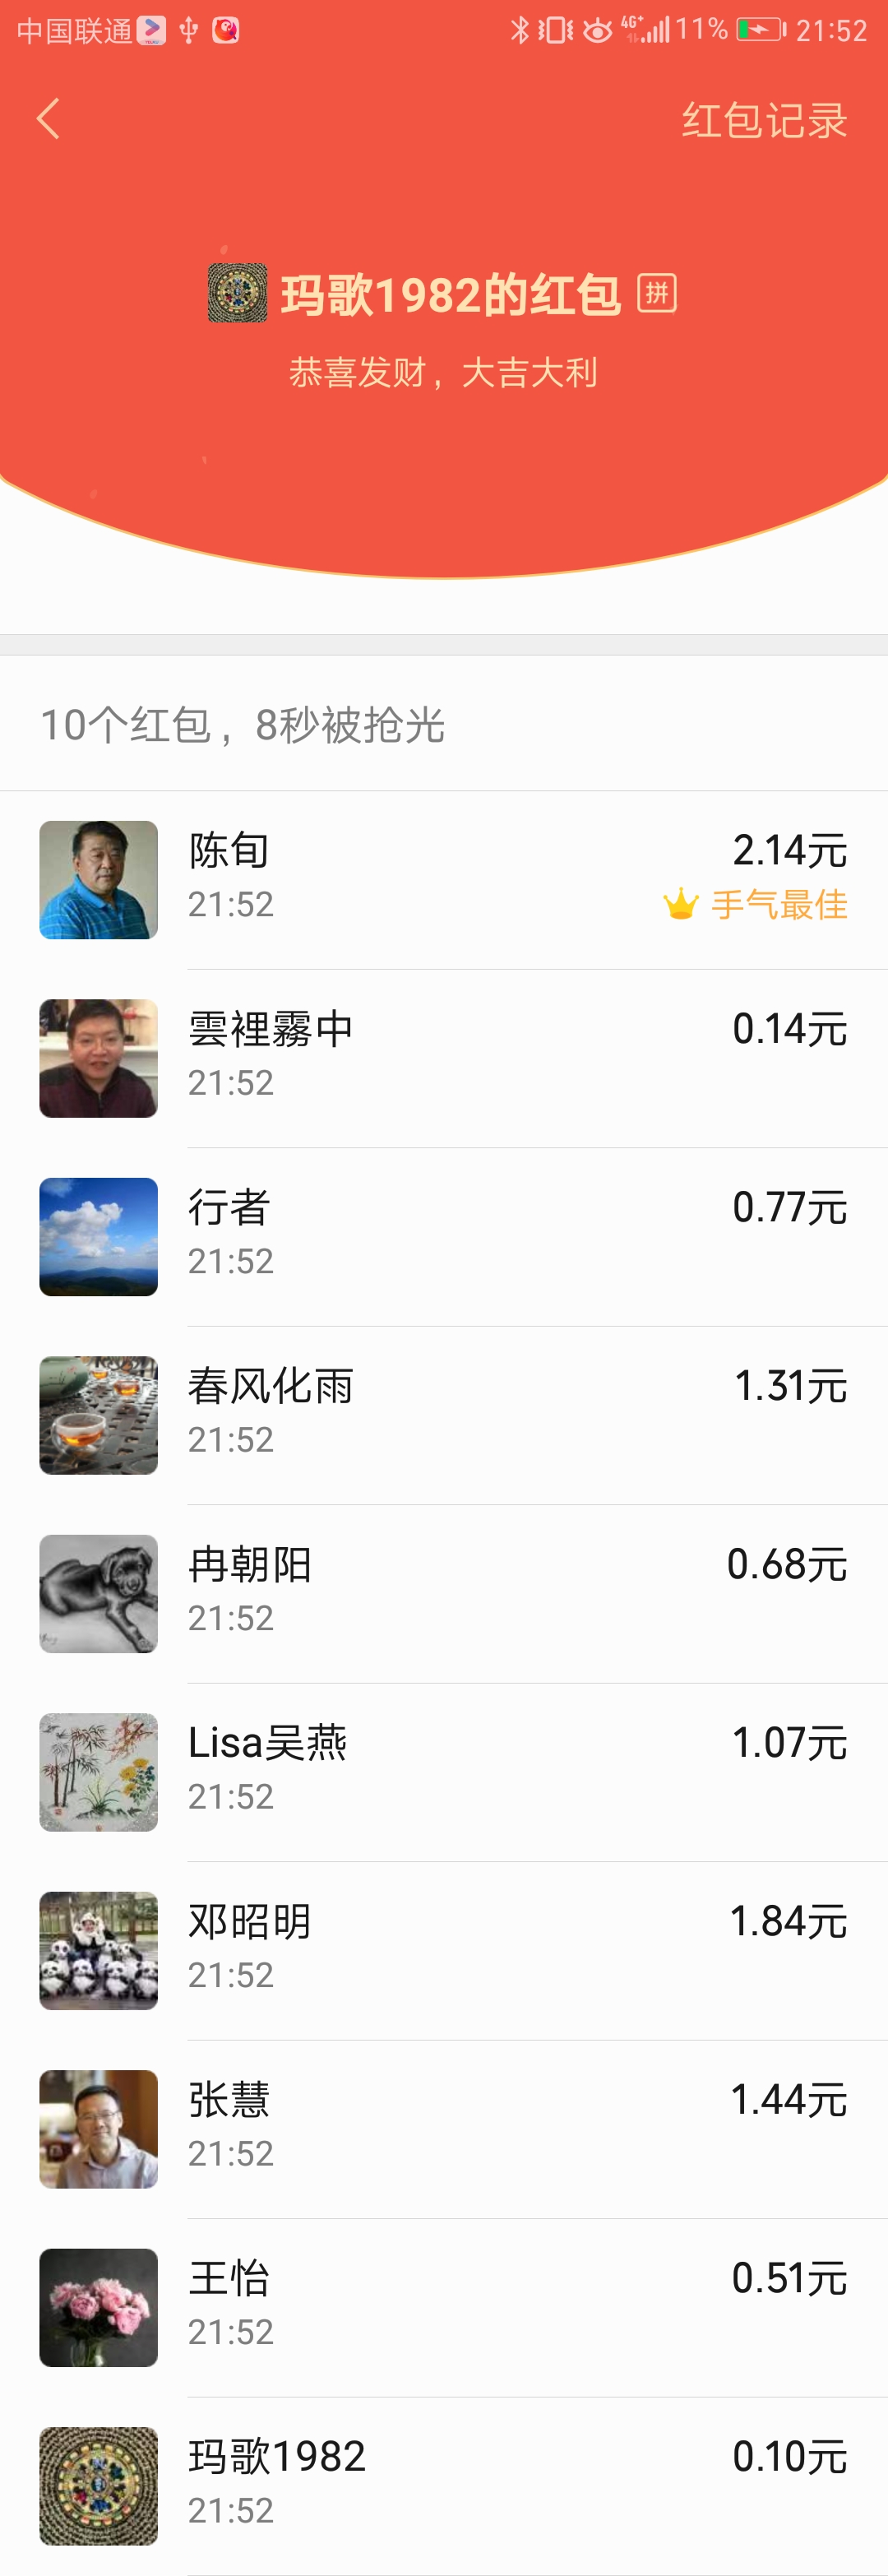 中国联通 4G+ 11% 21:52
红包记录
玛歌1982的红包 拼
恭喜发财，大吉大利
10个红包，8秒被抢光
陈旬 2.14元
21:52 手气最佳
雲裡霧中 0.14元
21:52
行者 0.77元
21:52
春风化雨 1.31元
21:52
冉朝阳 0.68元
21:52
Lisa吴燕 1.07元
21:52
邓昭明 1.84元
21:52
张慧 1.44元
21:52
王怡 0.51元
21:52
玛歌1982 0.10元
21:52